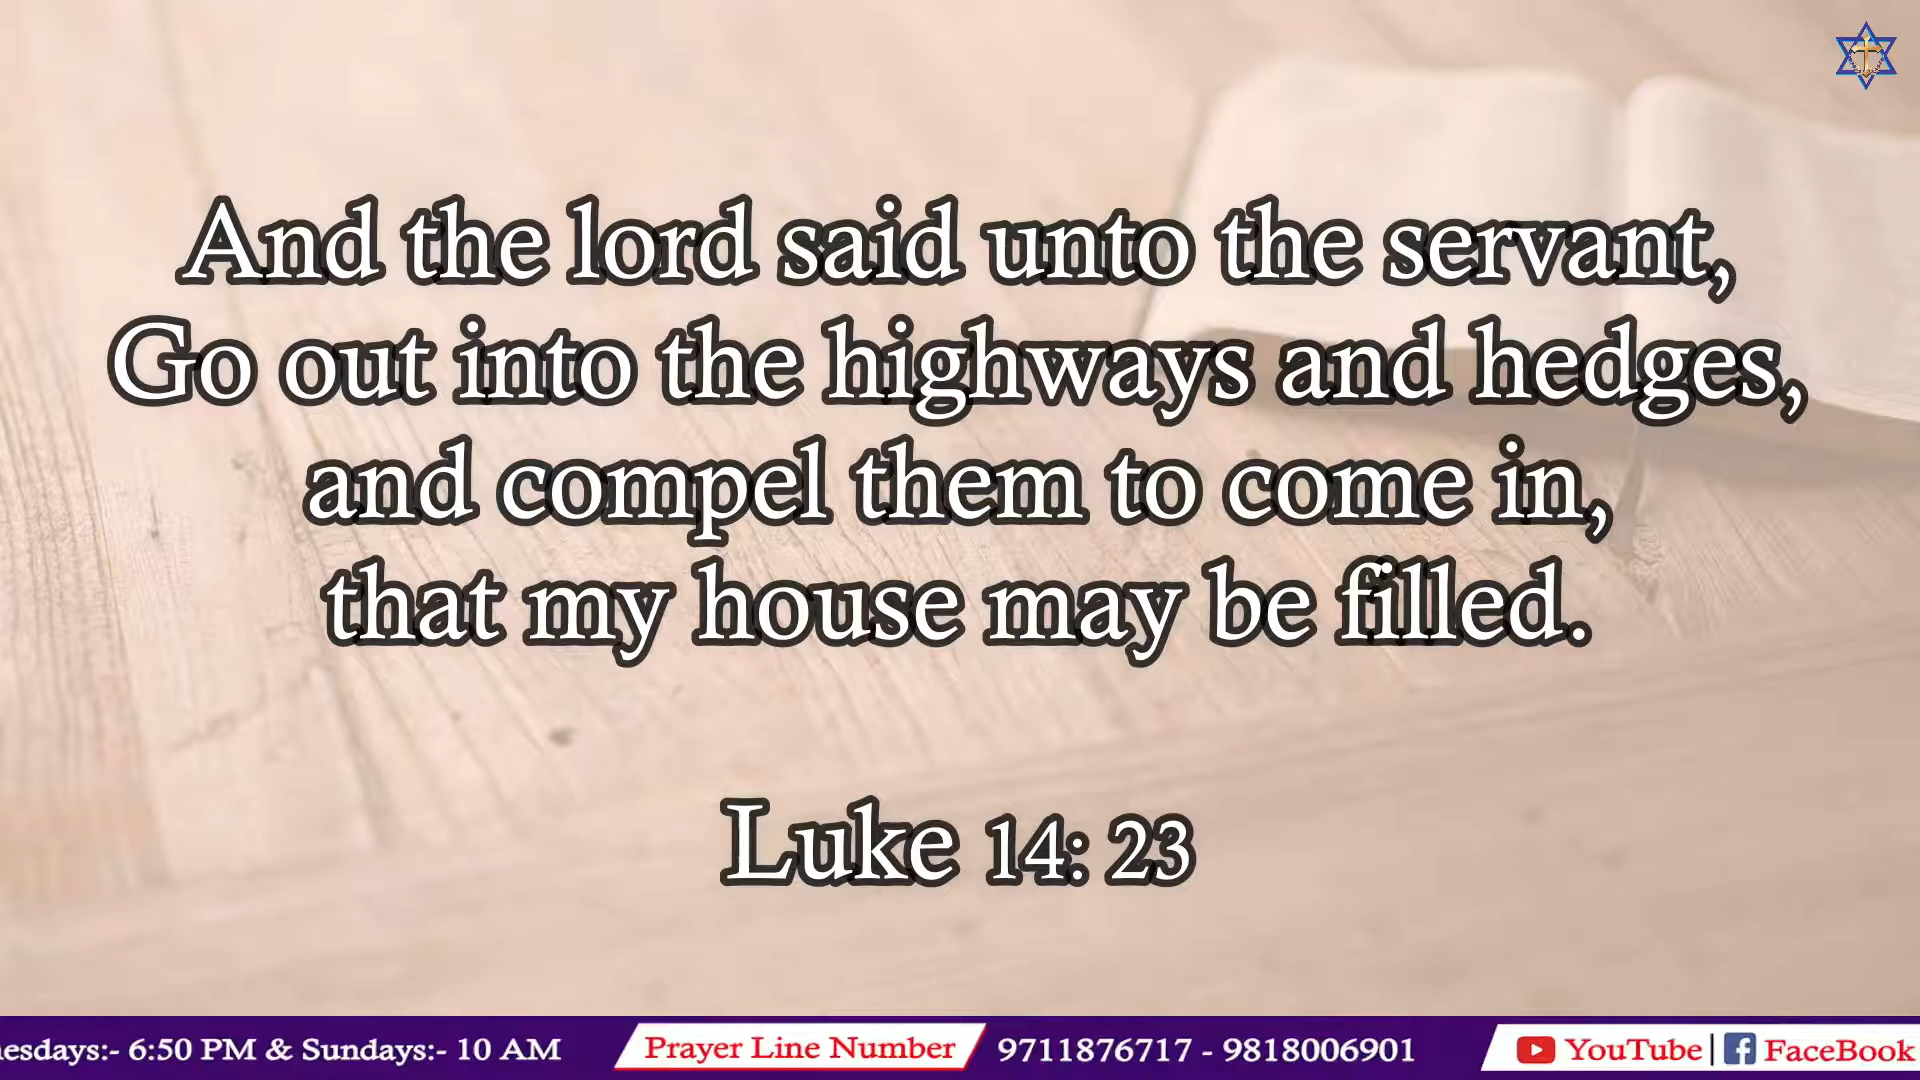 And the lord said unto the servant,
Go out into the highways and hedges,
and compel them to come in,
that my house may be filled.
Luke 14: 23
esdays:- 6:50 PM & Sundays:- 10 AM
Prayer Line Number
9711876717 - 9818006901
YouTube | FaceBook